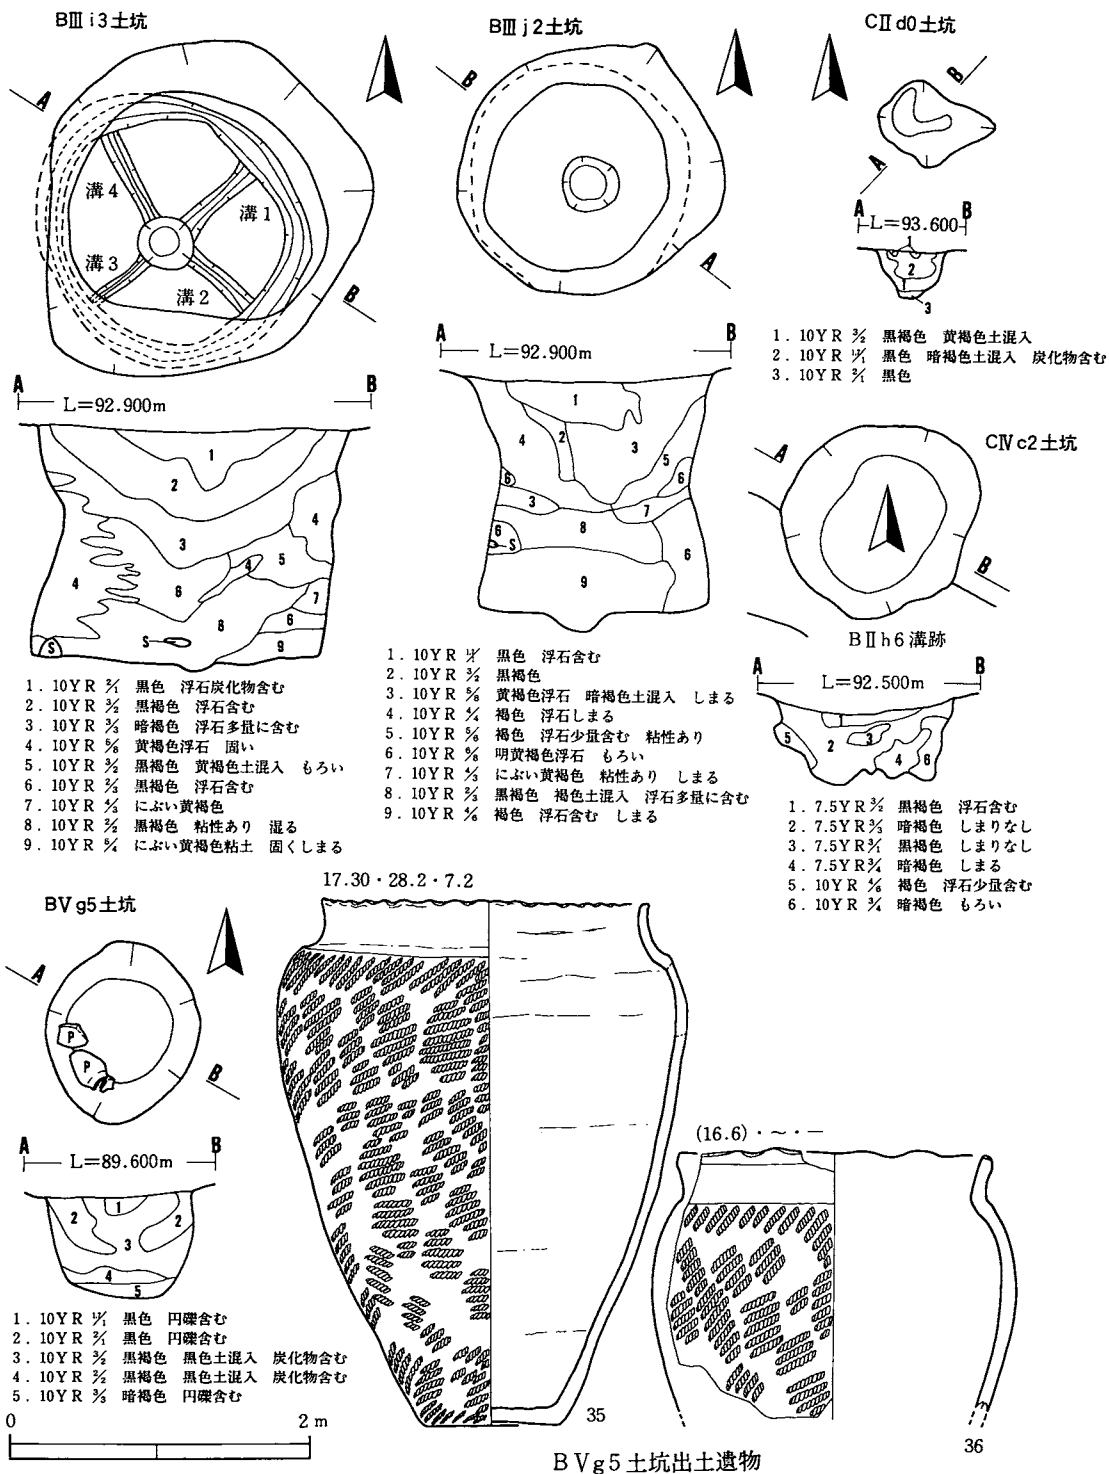 BⅢi3土坑
A
溝4
溝1
溝3
溝2
B
A
B
L=92.900m
1
2
3
4
4
4
5
6
7
6
8
9
S
S
1. 10YR 2/1 黒色 浮石炭化物含む
2. 10YR 3/2 黒褐色 浮石含む
3. 10YR 3/3 暗褐色 浮石多量に含む
4. 10YR 5/8 黄褐色浮石 固い
5. 10YR 3/2 黒褐色 黄褐色土混入 もろい
6. 10YR 2/3 黒褐色 浮石含む
7. 10YR 4/3 にぶい黄褐色
8. 10YR 2/2 黒褐色 粘性あり 湿る
9. 10YR 5/4 にぶい黄褐色粘土 固くしまる
BⅢj2土坑
B
A
A
B
L=92.900m
1
4
2
3
5
6
6
3
7
8
6
S
6
9
1. 10YR 1.7/1 黒色 浮石含む
2. 10YR 3/2 黒褐色
3. 10YR 5/8 黄褐色浮石 暗褐色土混入 しまる
4. 10YR 4/4 褐色 浮石しまる
5. 10YR 4/6 褐色 浮石少量含む 粘性あり
6. 10YR 6/8 明黄褐色浮石 もろい
7. 10YR 4/3 にぶい黄褐色 粘性あり しまる
8. 10YR 2/3 黒褐色 褐色土混入 浮石多量に含む
9. 10YR 4/6 褐色 浮石含む しまる
CⅡd0土坑
B
A
A
B
L=93.600
1
2
1
3
1. 10YR 3/2 黒褐色 黄褐色土混入
2. 10YR 1.7/1 黒色 暗褐色土混入 炭化物含む
3. 10YR 2/1 黒色
CⅣc2土坑
A
B
BⅡh6溝跡
A
B
L=92.500m
1
5
2
3
4
6
1. 7.5YR 3/2 黒褐色 浮石含む
2. 7.5YR 3/3 暗褐色 しまりなし
3. 7.5YR 3/1 黒褐色 しまりなし
4. 7.5YR 3/4 暗褐色 しまる
5. 10YR 4/6 褐色 浮石少量含む
6. 10YR 3/4 暗褐色 もろい
BⅤg5土坑
A
P
P
B
A
B
L=89.600m
1
2
2
3
4
5
1. 10YR 1.7/1 黒色 円礫含む
2. 10YR 2/1 黒色 円礫含む
3. 10YR 3/2 黒褐色 黒色土混入 炭化物含む
4. 10YR 2/2 黒褐色 黒色土混入 炭化物含む
5. 10YR 3/3 暗褐色 円礫含む
0
2m
17.30・28.2・7.2
35
(16.6)・~・―
36
BⅤg5土坑出土遺物